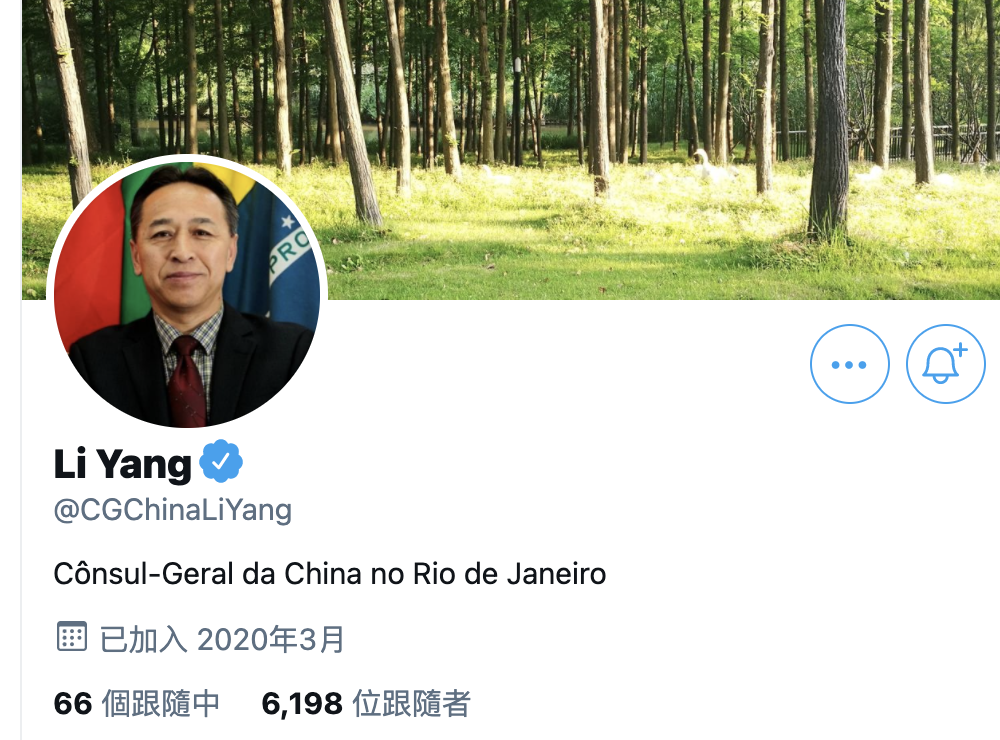 PRO
Li Yang
@CGChinaLiYang
Cônsul-Geral da China no Rio de Janeiro
已加入 2020年3月
66 個跟隨中 6,198 位跟隨者